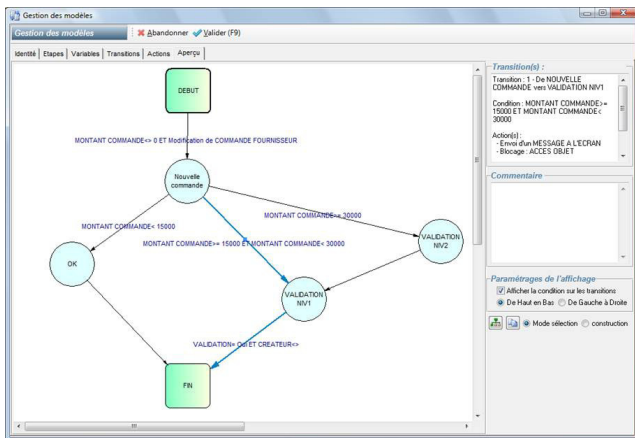 Gestion des modèles
Gestion des modèles
Abandonner Valider (F9)
Identité Etapes Variables Transitions Actions Aperçu
DEBUT
MONTANT COMMANDE<> 0 ET Modification de COMMANDE FOURNISSEUR
Nouvelle
commande
MONTANT COMMANDE>= 30000
MONTANT COMMANDE< 15000
MONTANT COMMANDE>= 15000 ET MONTANT COMMANDE< 30000
VALIDATION
NIV2
OK
VALIDATION
NIV1
VALIDATION= Oui ET CREATEUR<>
FIN
Transition(s) :
Transition : 1 - De NOUVELLE
COMMANDE vers VALIDATION NIV1
Condition : MONTANT COMMANDE>=
15000 ET MONTANT COMMANDE<
30000
Action(s) :
- Envoi d'un MESSAGE A L'ECRAN
- Blocage : ACCES OBJET
Commentaire
Paramétrages de l'affichage
Afficher la condition sur les transitions
De Haut en Bas De Gauche à Droite
Mode sélection construction